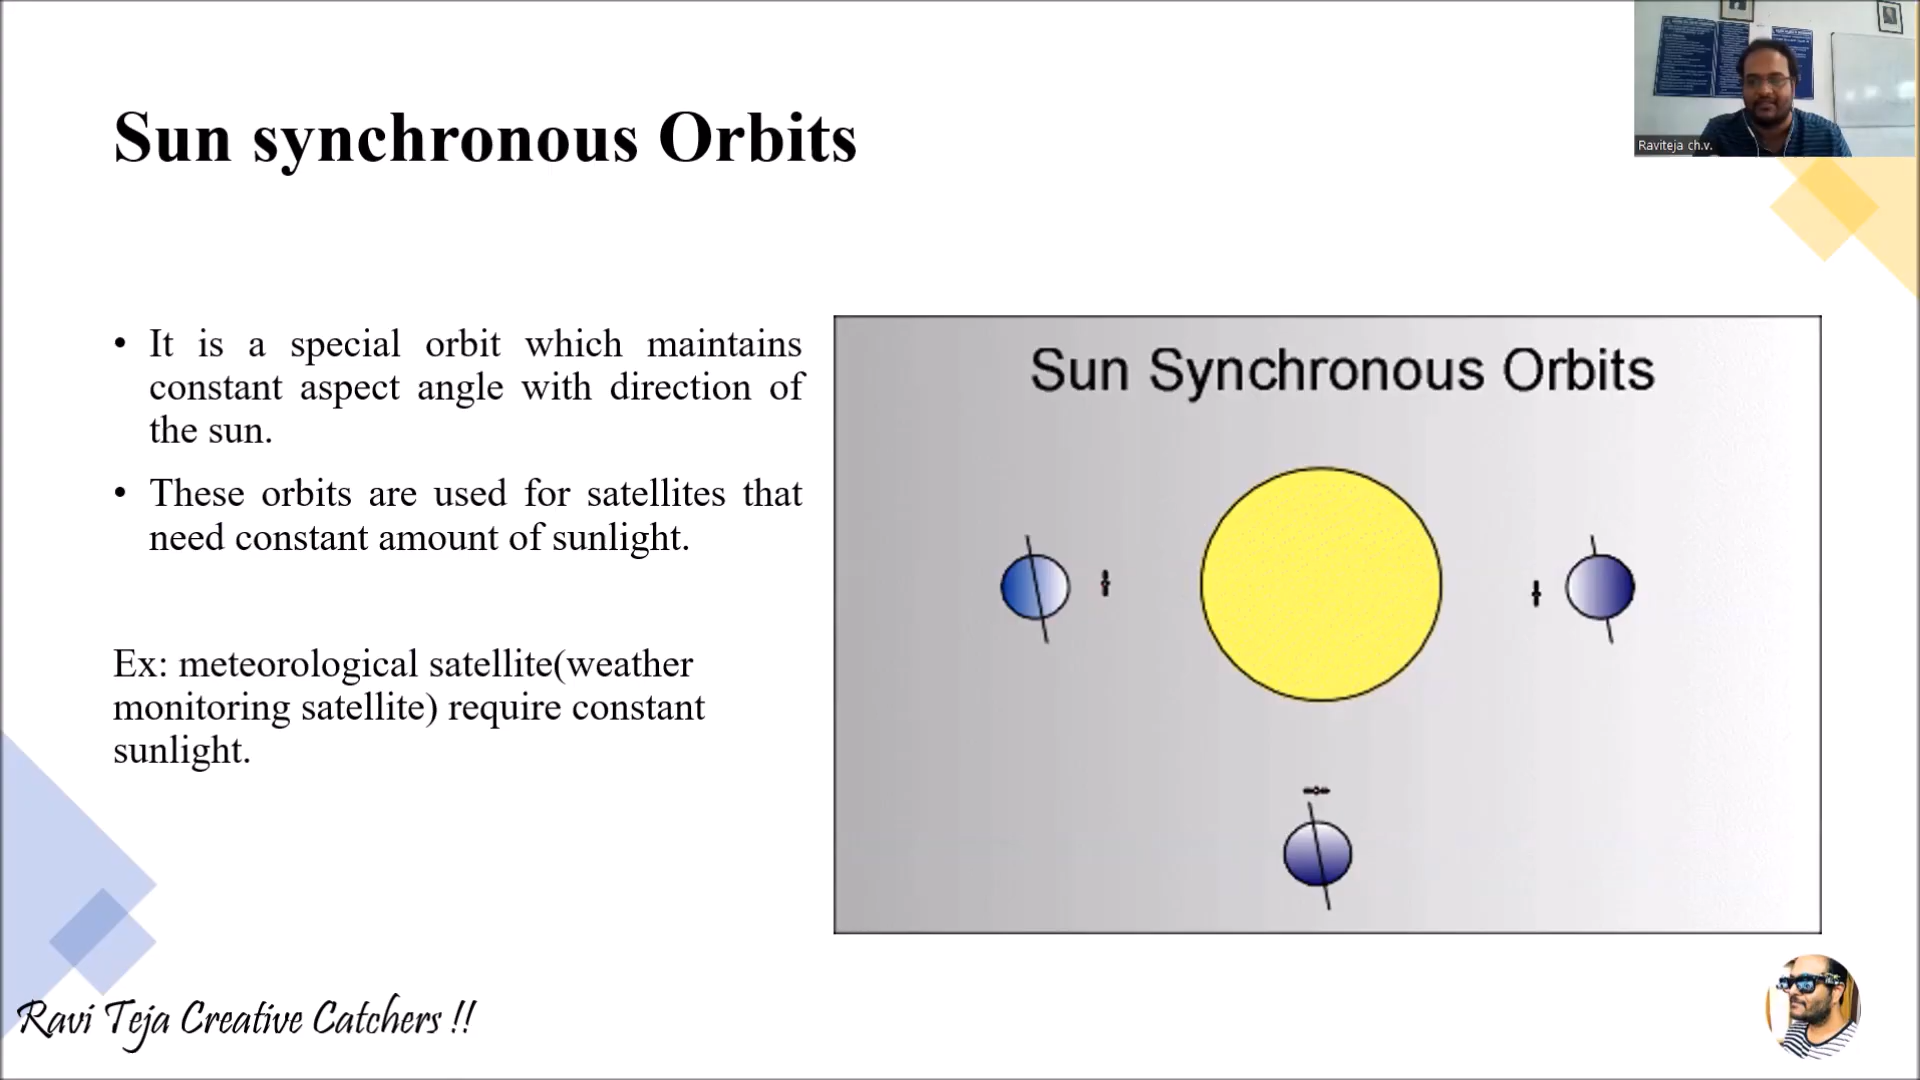 Sun synchronous Orbits
Raviteja ch.v.
• It is a special orbit which maintains
constant aspect angle with direction of
the sun.
• These orbits are used for satellites that
need constant amount of sunlight.
Ex: meteorological satellite(weather
monitoring satellite) require constant
sunlight.
Sun Synchronous Orbits
Ravi Teja Creative Catchers !!